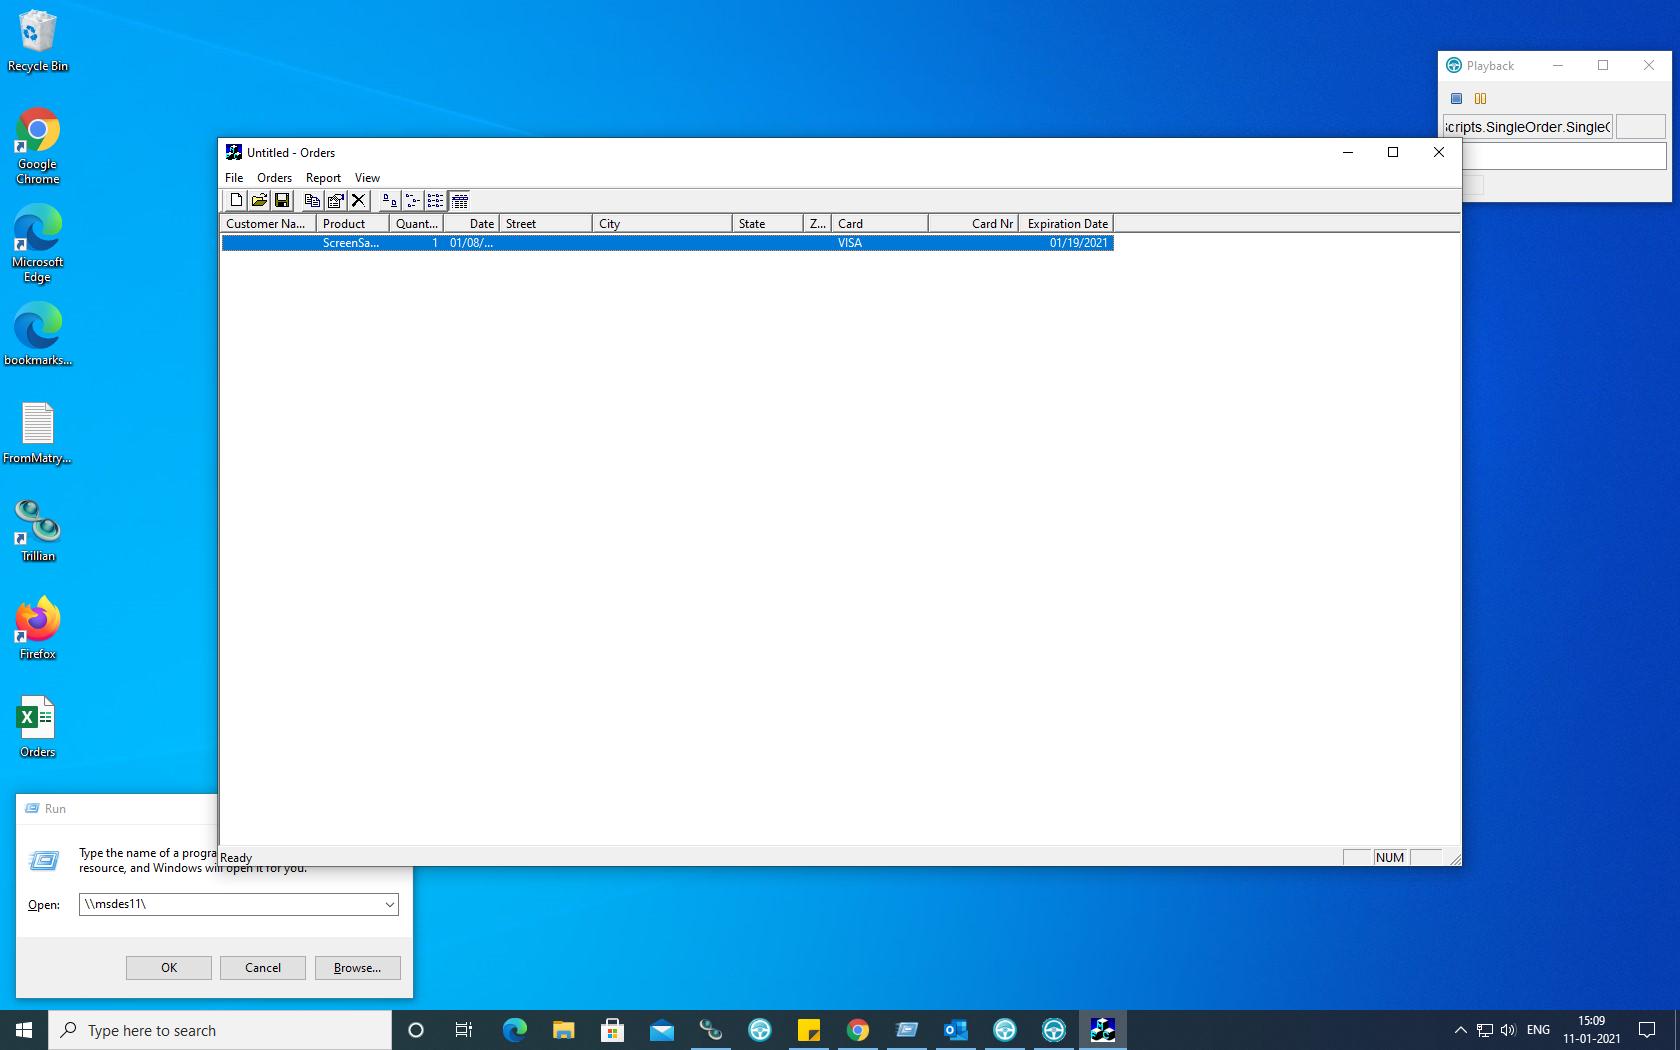 Recycle Bin
Google
Chrome
Microsoft
Edge
bookmarks...
FromMatry...
Trillian
Firefox
Orders
Playback
Scripts.SingleOrder.Single
Untitled - Orders
File Orders Report View
Customer Na... Product Quant... Date Street City State Z... Card Card Nr Expiration Date
ScreenSa... 1 01/08/... VISA 01/19/2021
Ready
NUM
Run
Type the name of a progra
resource, and Windows will open it for you.
Open: \\msdes11\
OK Cancel Browse...
Type here to search
ENG
15:09
11-01-2021